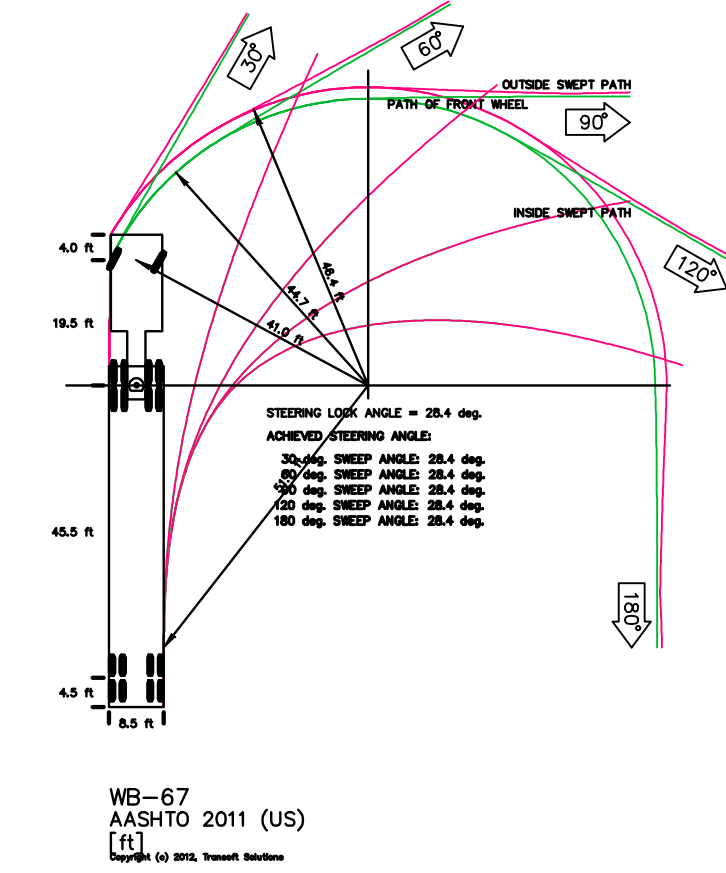 30°
60°
OUTSIDE SWEPT PATH
PATH OF FRONT WHEEL
90°
INSIDE SWEPT PATH
120°
4.0 ft
46.4 ft
44.7 ft
19.5 ft
41.0 ft
STEERING LOCK ANGLE = 28.4 deg.
ACHIEVED STEERING ANGLE:
30 deg. SWEEP ANGLE: 28.4 deg.
60 deg. SWEEP ANGLE: 28.4 deg.
90 deg. SWEEP ANGLE: 28.4 deg.
120 deg. SWEEP ANGLE: 28.4 deg.
180 deg. SWEEP ANGLE: 28.4 deg.
45.5 ft
180°
4.5 ft
8.5 ft
WB-67
AASHTO 2011 (US)
[ft]
Copyright (c) 2012, Transoft Solutions